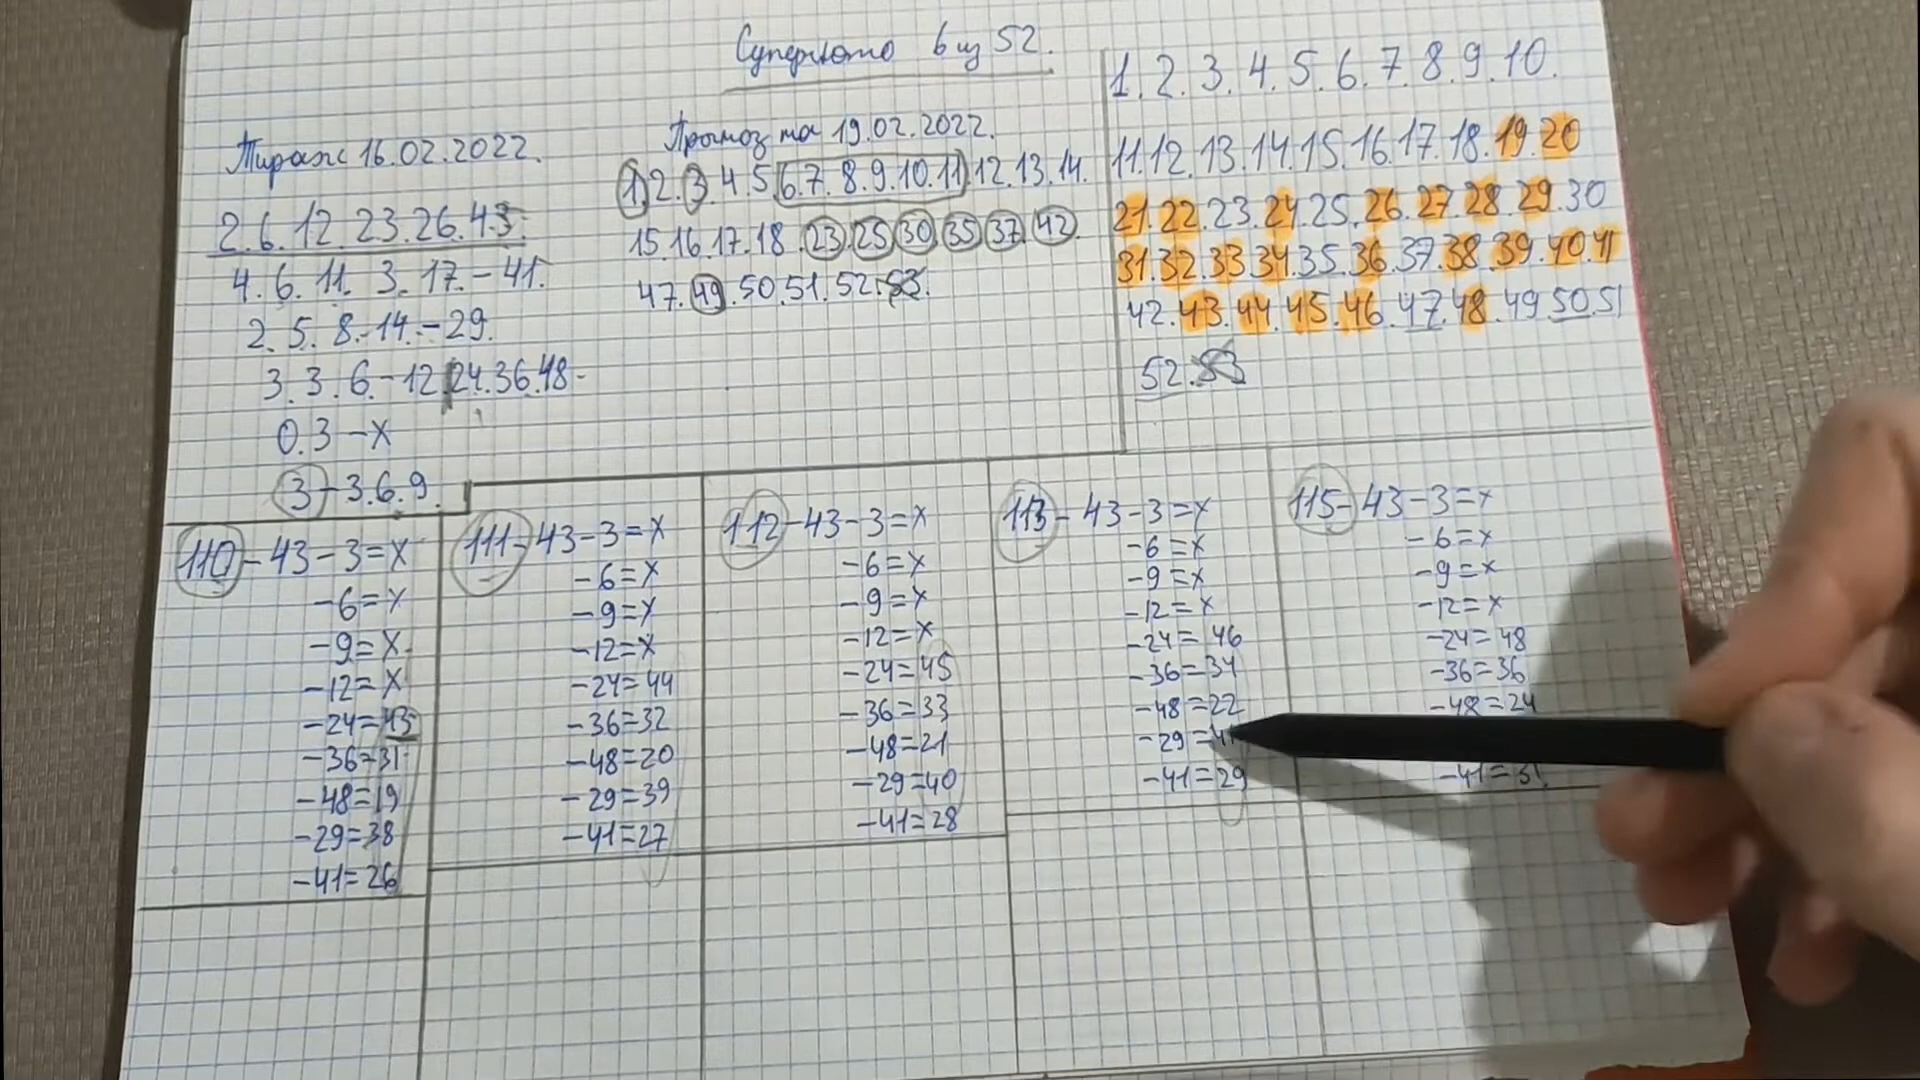 Суперлото 6 из 52.
Тираж 16.02.2022.
2.6.12.23.26.43.
4.6.11.3.17.-41.
2.5.8.-14.-29.
3.3.6.-12 24.36.48-
0.3-х
3-3.6.9.
Прогноз на 19.02.2022.
1.2.3.4.5.6.7.8.9.10.11.12.13.14.
15.16.17.18.23.25.30.35.37.42.
47.49.50.51.52.53.
1.2.3.4.5.6.7.8.9.10.
11.12.13.14.15.16.17.18.19.20
21.22.23.24.25.26.27.28.29.30
31.32.33.34.35.36.37.38.39.40.41
42.43.44.45.46.47.48.49.50.51
52.53
110-43-3=х
-6=х
-9=х.
-12=х
-24=43
-36=31
-48=19
-29=38
-41=26
111-43-3=х
-6=х
-9=х
-12=х
-24=44
-36=32
-48=20
-29=39
-41=27
112-43-3=х
-6=х
-9=х
-12=х
-24=45
-36=33
-48=21
-29=40
-41=28
113-43-3=х
-6=х
-9=х
-12=х
-24=46
-36=34
-48=22
-29=41
-41=29
115-43-3=х
-6=х
-9=х
-12=х
-24=48
-36=36
-48=24
-41=31.